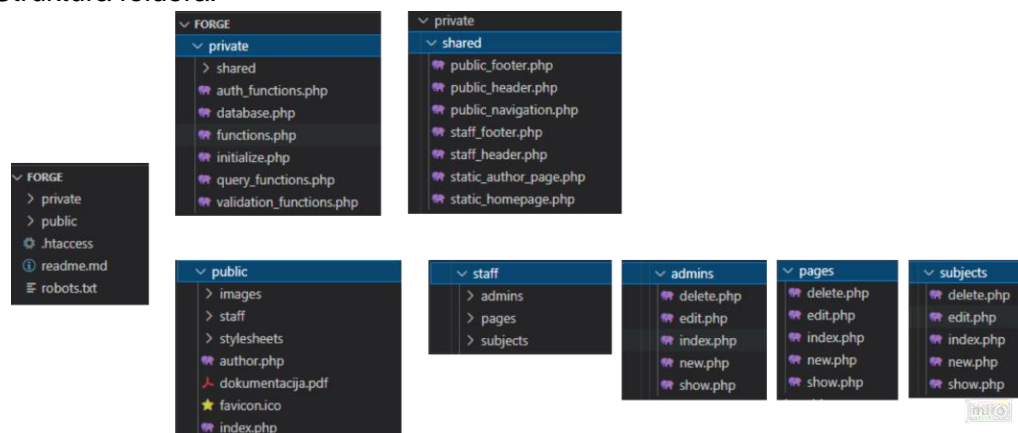 struktura foldera:
FORGE
private
shared
auth_functions.php
database.php
functions.php
initialize.php
query_functions.php
validation_functions.php
private
shared
public_footer.php
public_header.php
public_navigation.php
staff_footer.php
staff_header.php
static_author_page.php
static_homepage.php
FORGE
private
public
.htaccess
readme.md
robots.txt
public
images
staff
stylesheets
author.php
dokumentacija.pdf
favicon.ico
index.php
staff
admins
pages
subjects
admins
delete.php
edit.php
index.php
new.php
show.php
pages
delete.php
edit.php
index.php
new.php
show.php
subjects
delete.php
edit.php
index.php
new.php
show.php
miro